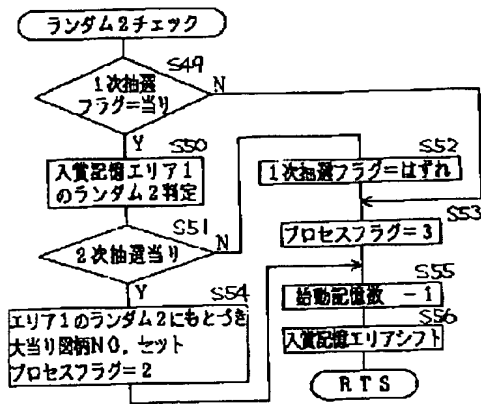 ランダム2チェック
S49
1次抽選
フラグ=当り
N
Y
S50
入賞記憶エリア1
のランダム2判定
S51
2次抽選当り
N
Y
S54
エリア1のランダム2にもとづき
大当り図柄NO.セット
プロセスフラグ=2
S52
1次抽選フラグ=はずれ
S53
プロセスフラグ=3
S55
始動記憶数 -1
S56
入賞記憶エリアシフト
RTS